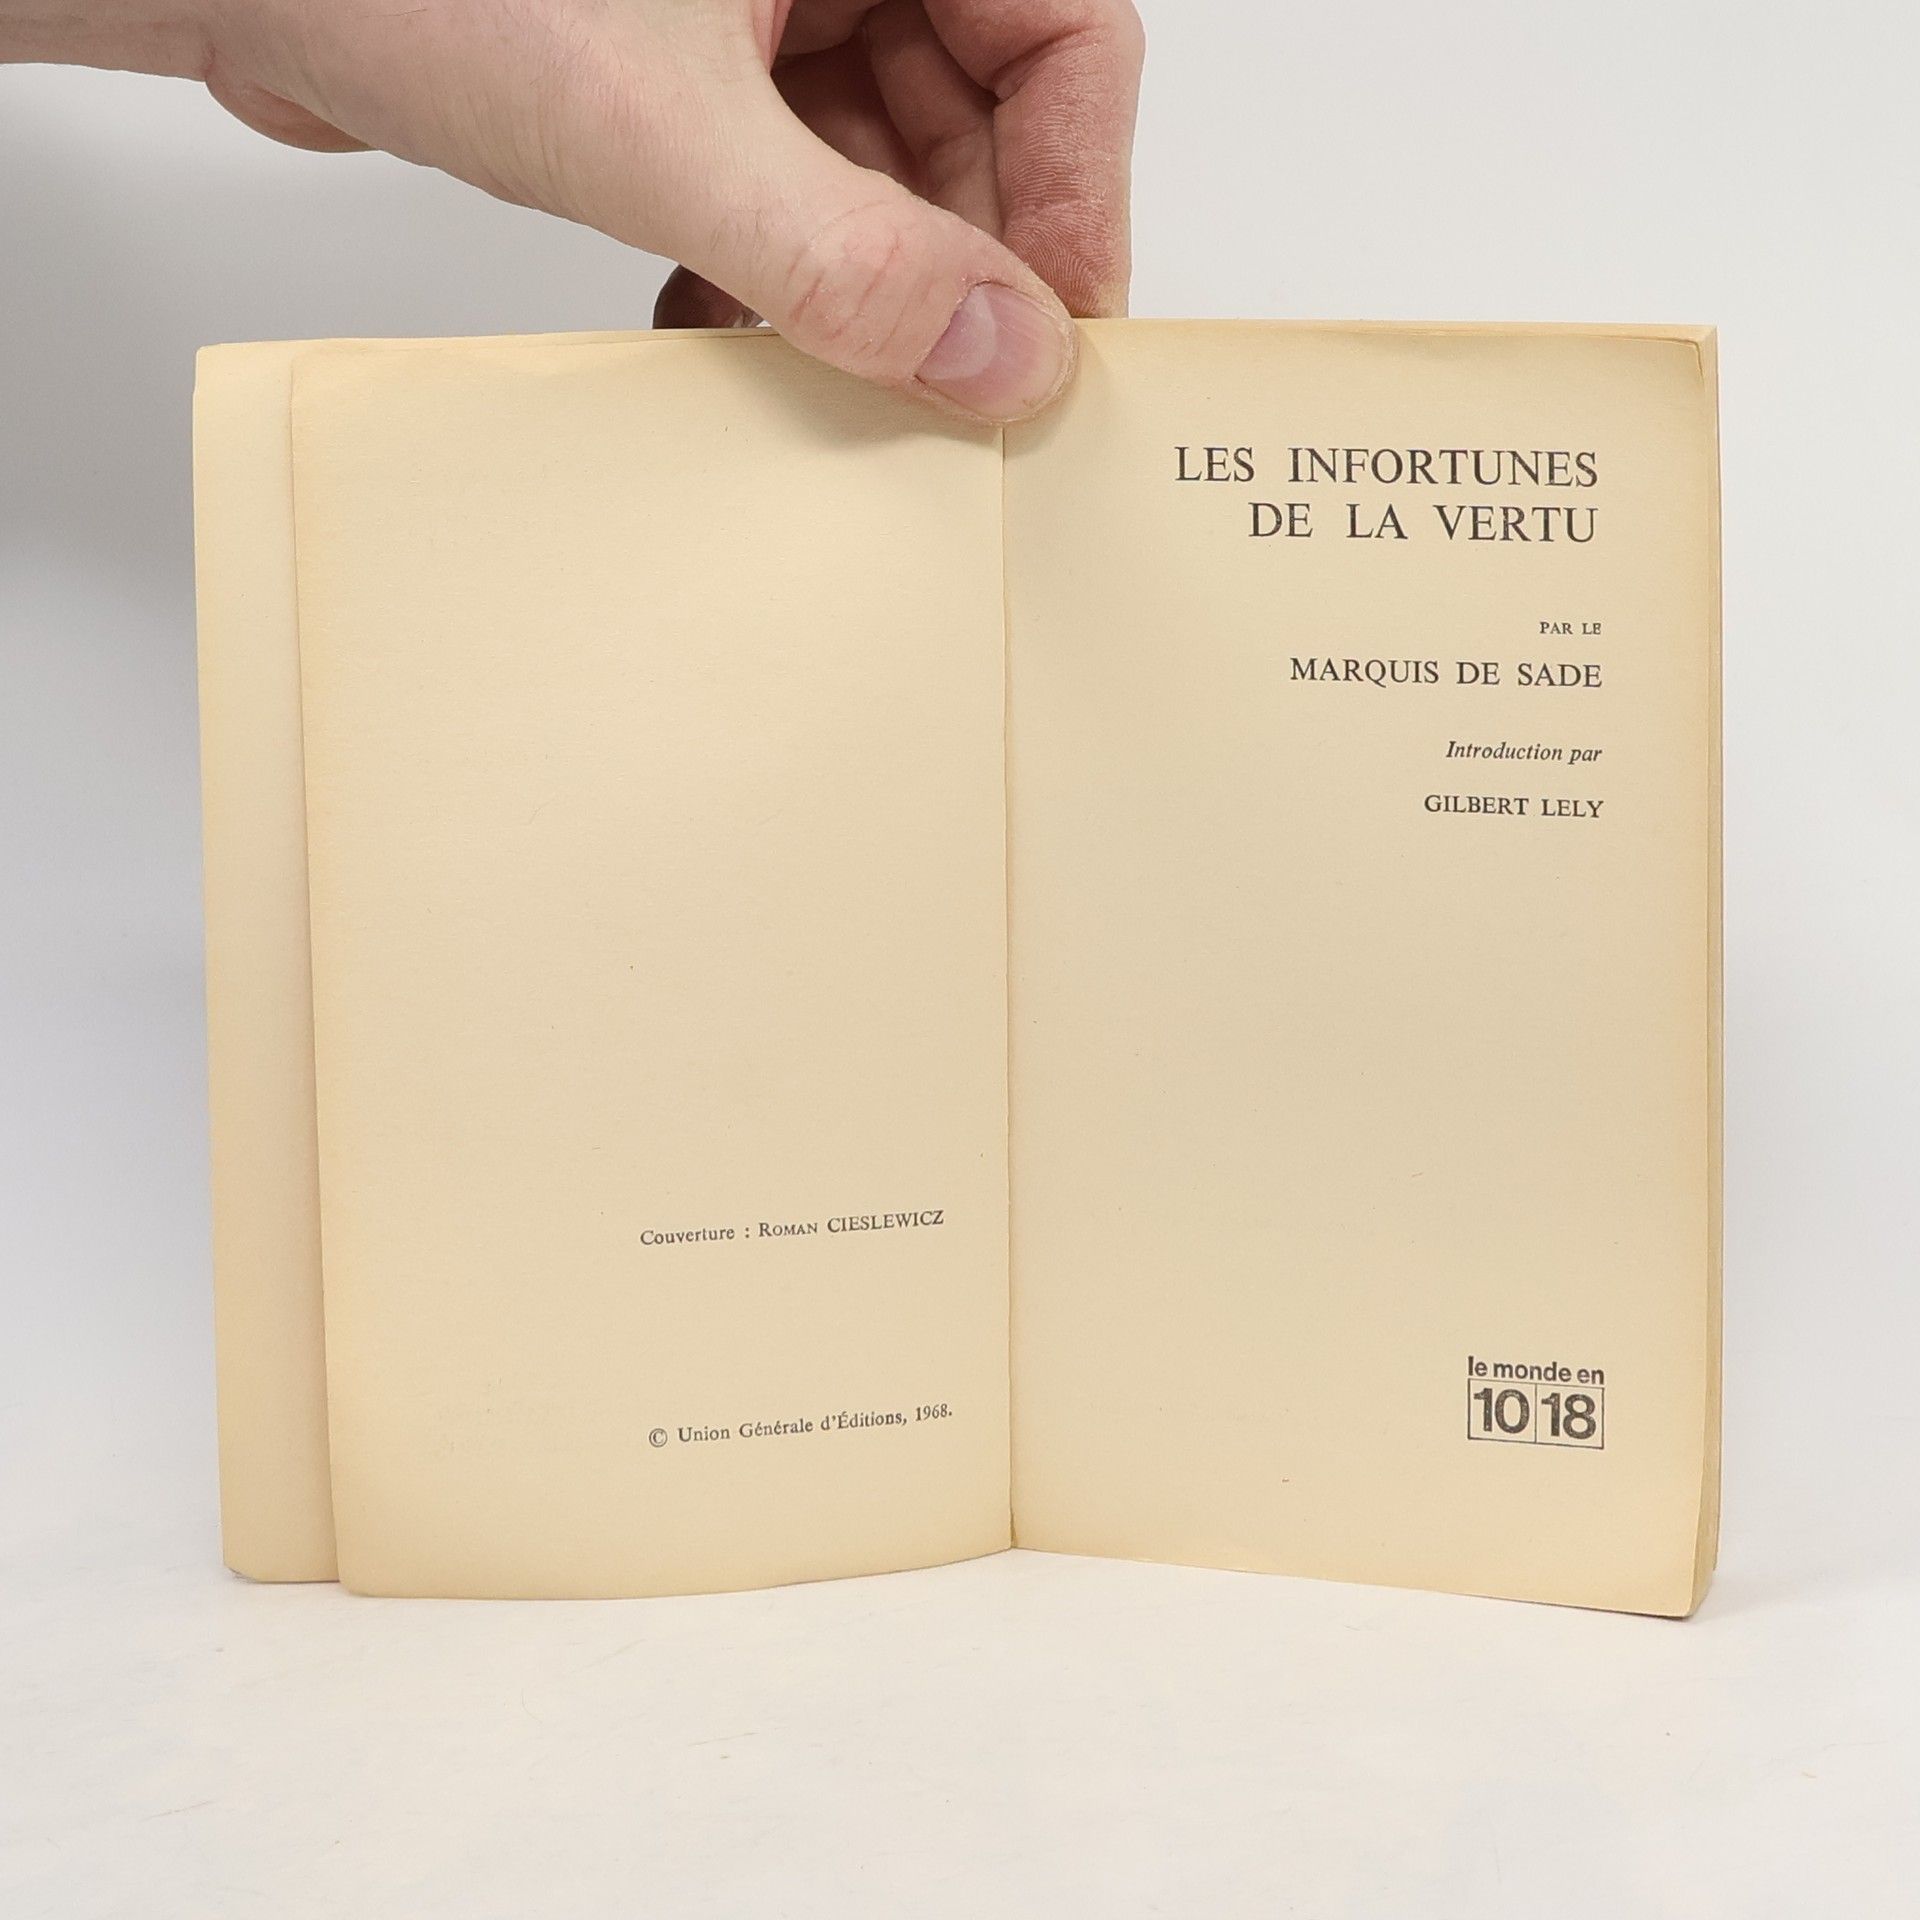 Couverture : ROMAN CIESLEWICZ
© Union Générale d'Éditions, 1968.
LES INFORTUNES
DE LA VERTU
PAR LE
MARQUIS DE SADE
Introduction par
GILBERT LELY
le monde en
10 18